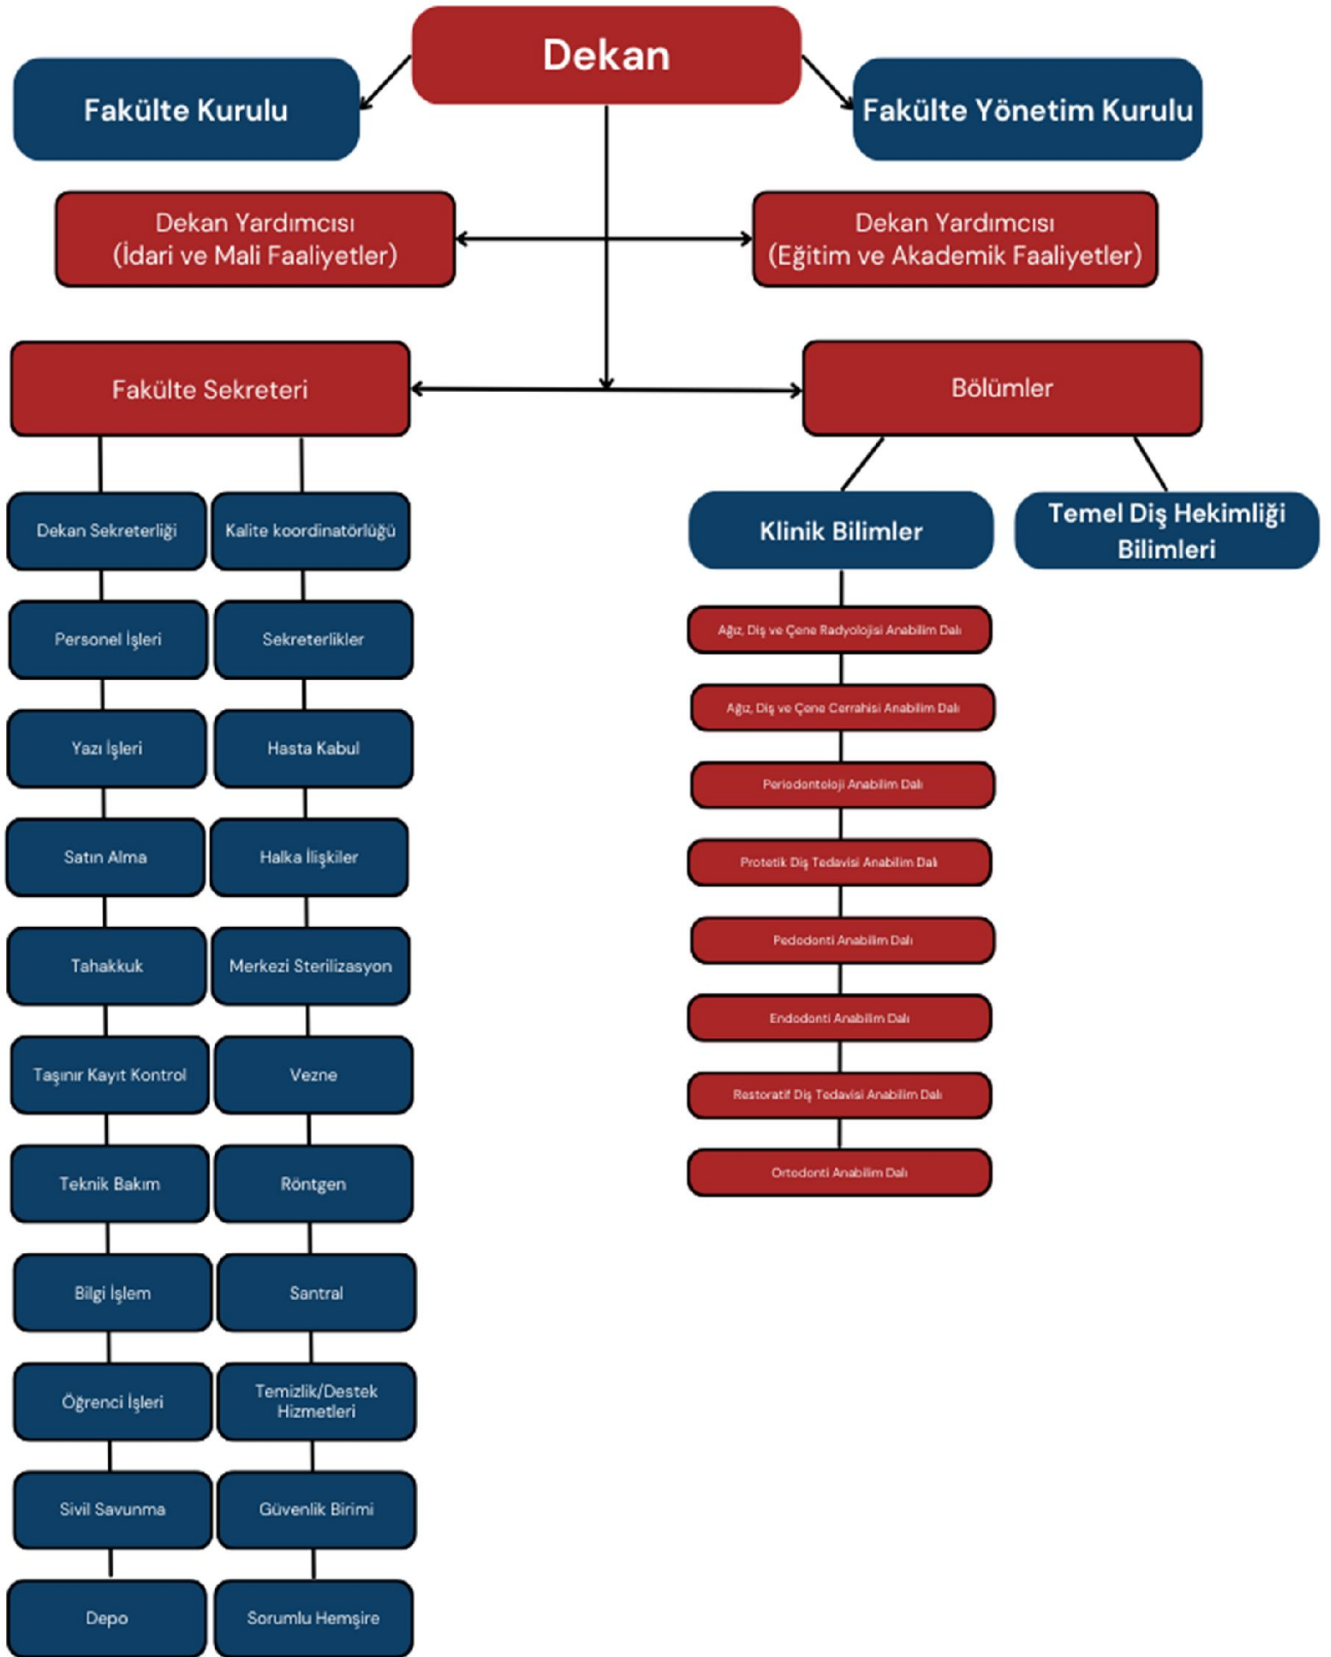 Dekan
Fakülte Kurulu
Fakülte Yönetim Kurulu
Dekan Yardımcısı
(İdari ve Mali Faaliyetler)
Dekan Yardımcısı
(Eğitim ve Akademik Faaliyetler)
Fakülte Sekreteri
Bölümler
Dekan Sekreterliği
Kalite koordinatörlüğü
Personel İşleri
Sekreterlikler
Yazı İşleri
Hasta Kabul
Satın Alma
Halka İlişkiler
Tahakkuk
Merkezi Sterilizasyon
Taşınır Kayıt Kontrol
Vezne
Teknik Bakım
Röntgen
Bilgi İşlem
Santral
Öğrenci İşleri
Temizlik/Destek
Hizmetleri
Sivil Savunma
Güvenlik Birimi
Depo
Sorumlu Hemşire
Klinik Bilimler
Temel Diş Hekimliği
Bilimleri
Ağız, Diş ve Çene Radyolojisi Anabilim Dalı
Ağız, Diş ve Çene Cerrahisi Anabilim Dalı
Periodontoloji Anabilim Dalı
Protetik Diş Tedavisi Anabilim Dalı
Pedodonti Anabilim Dalı
Endodonti Anabilim Dalı
Restoratif Diş Tedavisi Anabilim Dalı
Ortodonti Anabilim Dalı